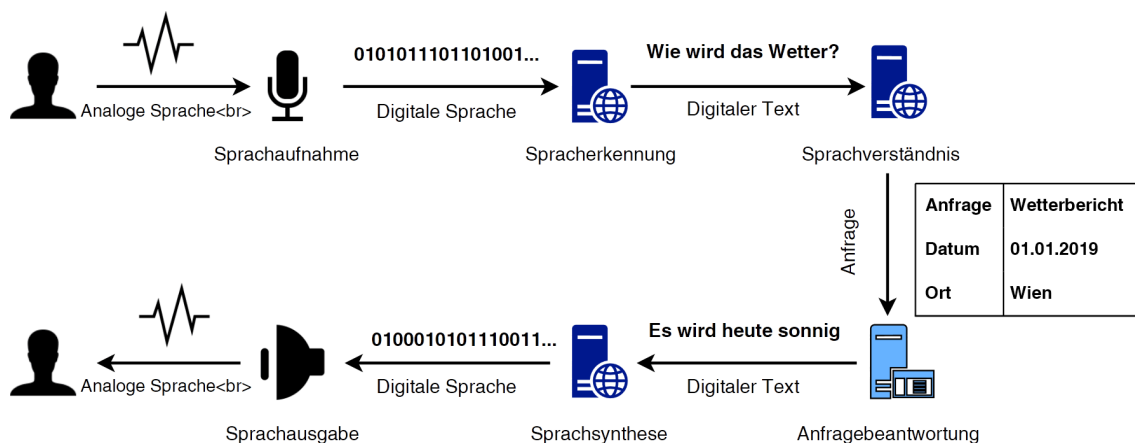 0101011101101001...
Wie wird das Wetter?
Analoge Sprache<br>
Digitale Sprache
Digitaler Text
Sprachaufnahme
Spracherkennung
Sprachverständnis
Anfrage
Anfrage Wetterbericht
Datum 01.01.2019
Ort Wien
Es wird heute sonnig
0100010101110011...
Analoge Sprache<br>
Digitale Sprache
Digitaler Text
Sprachausgabe
Sprachsynthese
Anfragebeantwortung